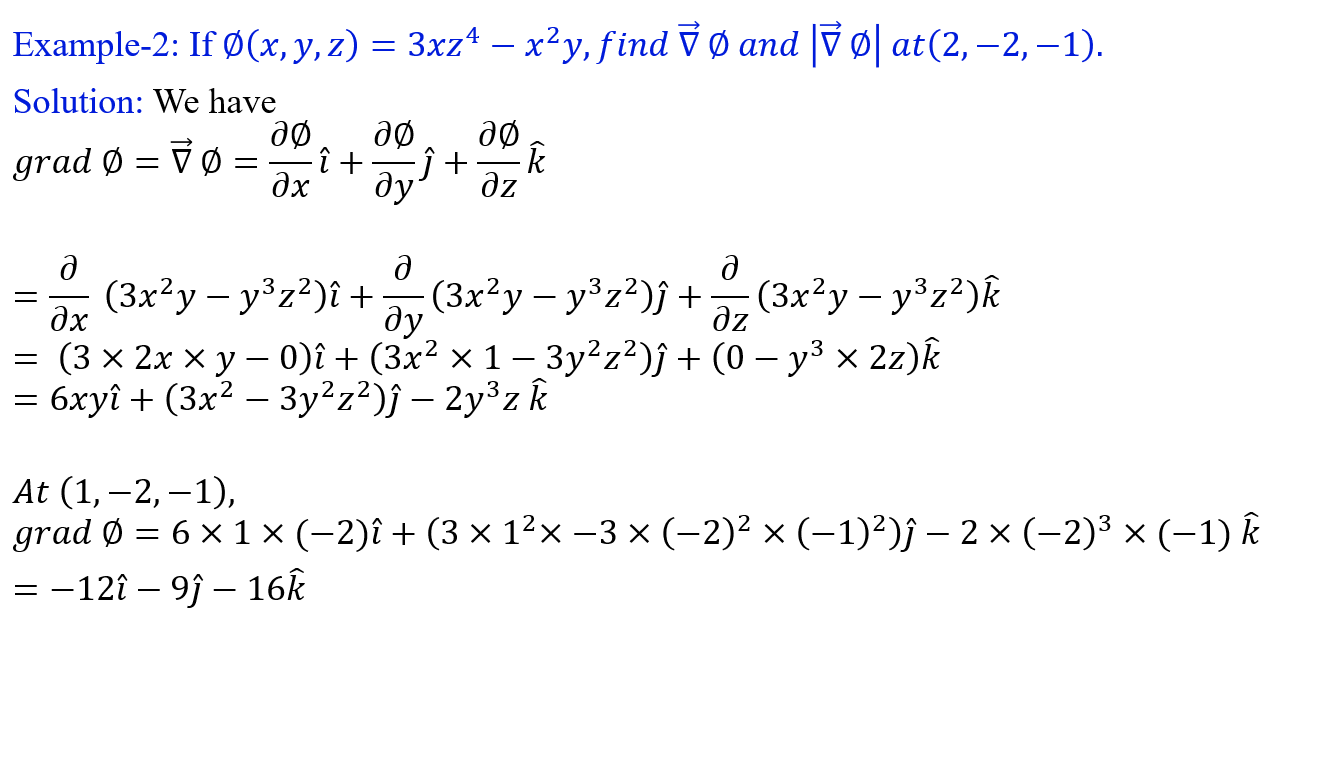 Example-2: If ∅(x, y, z) = 3xz⁴ − x²y, find ∇⃗ ∅ and |∇⃗ ∅| at(2, −2, −1).
Solution: We have
grad ∅ = ∇⃗ ∅ = ∂∅/∂x î + ∂∅/∂y ĵ + ∂∅/∂z k̂
= ∂/∂x (3x²y − y³z²)î + ∂/∂y (3x²y − y³z²)ĵ + ∂/∂z (3x²y − y³z²)k̂
= (3 × 2x × y − 0)î + (3x² × 1 − 3y²z²)ĵ + (0 − y³ × 2z)k̂
= 6xyî + (3x² − 3y²z²)ĵ − 2y³z k̂
At (1, −2, −1),
grad ∅ = 6 × 1 × (−2)î + (3 × 1²× −3 × (−2)² × (−1)²)ĵ − 2 × (−2)³ × (−1) k̂
= −12î − 9ĵ − 16k̂